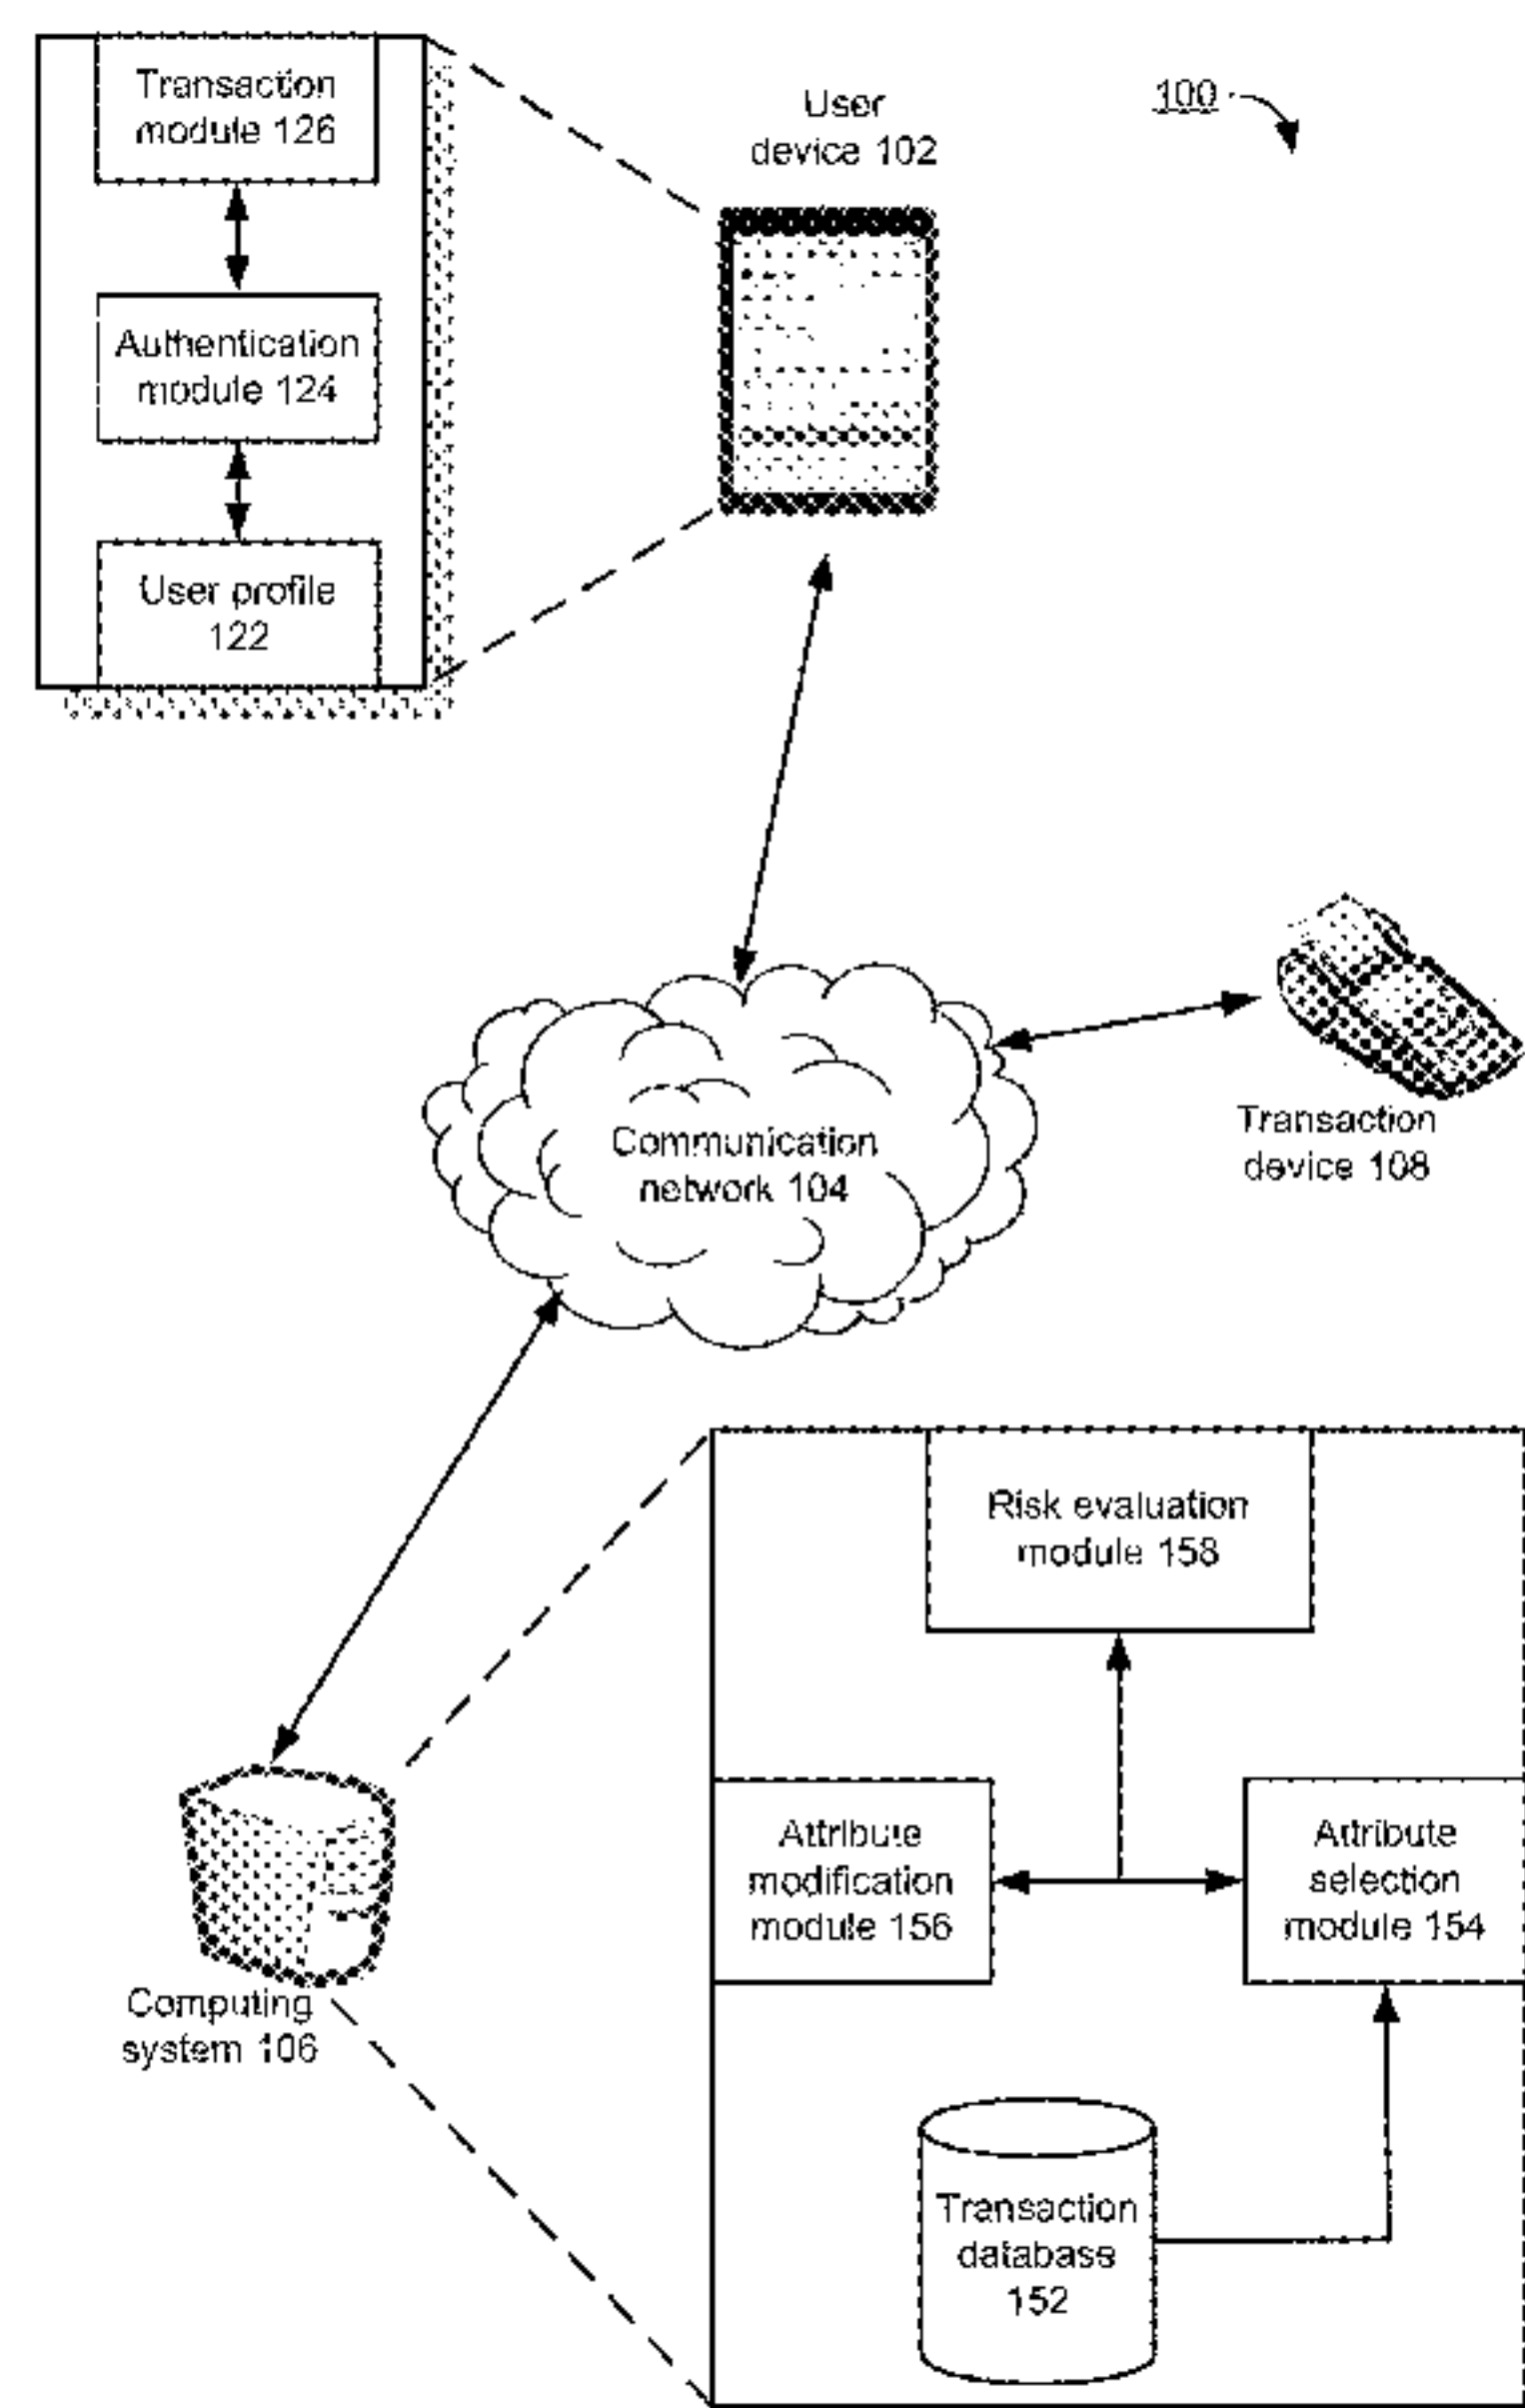 Transaction
module 126
User
device 102
100
Authentication
module 124
User profile
122
Transaction
device 108
Communication
network 104
Risk evaluation
module 158
Attribute
modification
module 156
Attribute
selection
module 154
Computing
system 106
Transaction
database
152